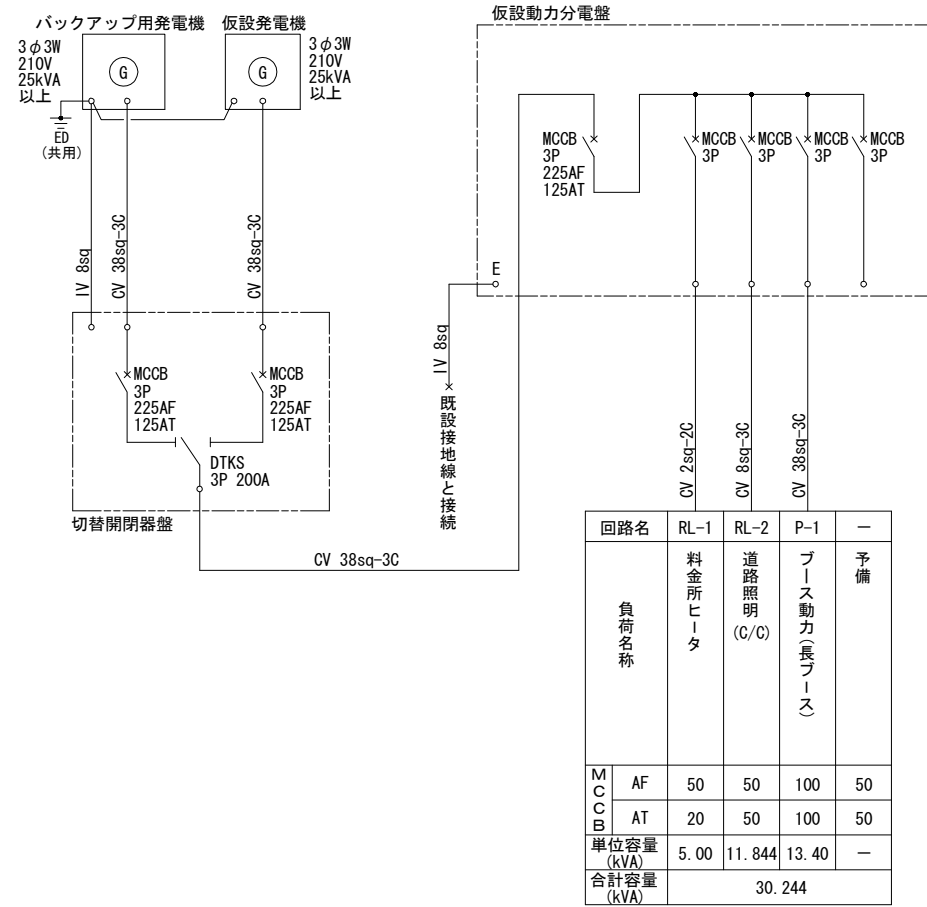 バックアップ用発電機
仮設発電機
3φ3W
210V
25kVA
以上
G
G
3φ3W
210V
25kVA
以上
ED
(共用)
IV 8sq
CV 38sq-3C
CV 38sq-3C
MCCB
3P
225AF
125AT
MCCB
3P
225AF
125AT
DTKS
3P 200A
切替開閉器盤
CV 38sq-3C
仮設動力分電盤
MCCB
3P
225AF
125AT
MCCB
3P
MCCB
3P
MCCB
3P
MCCB
3P
E
IV 8sq
既設接地線と接続
CV 2sq-2C
CV 8sq-3C
CV 38sq-3C
回路名 RL-1 RL-2 P-1 −
負荷名称
料金所ヒータ
道路照明(C/C)
ブース動力(長ブース)
予備
MCCB
AF 50 50 100 50
AT 20 50 100 50
単位容量(kVA) 5.00 11.844 13.40 −
合計容量(kVA) 30.244